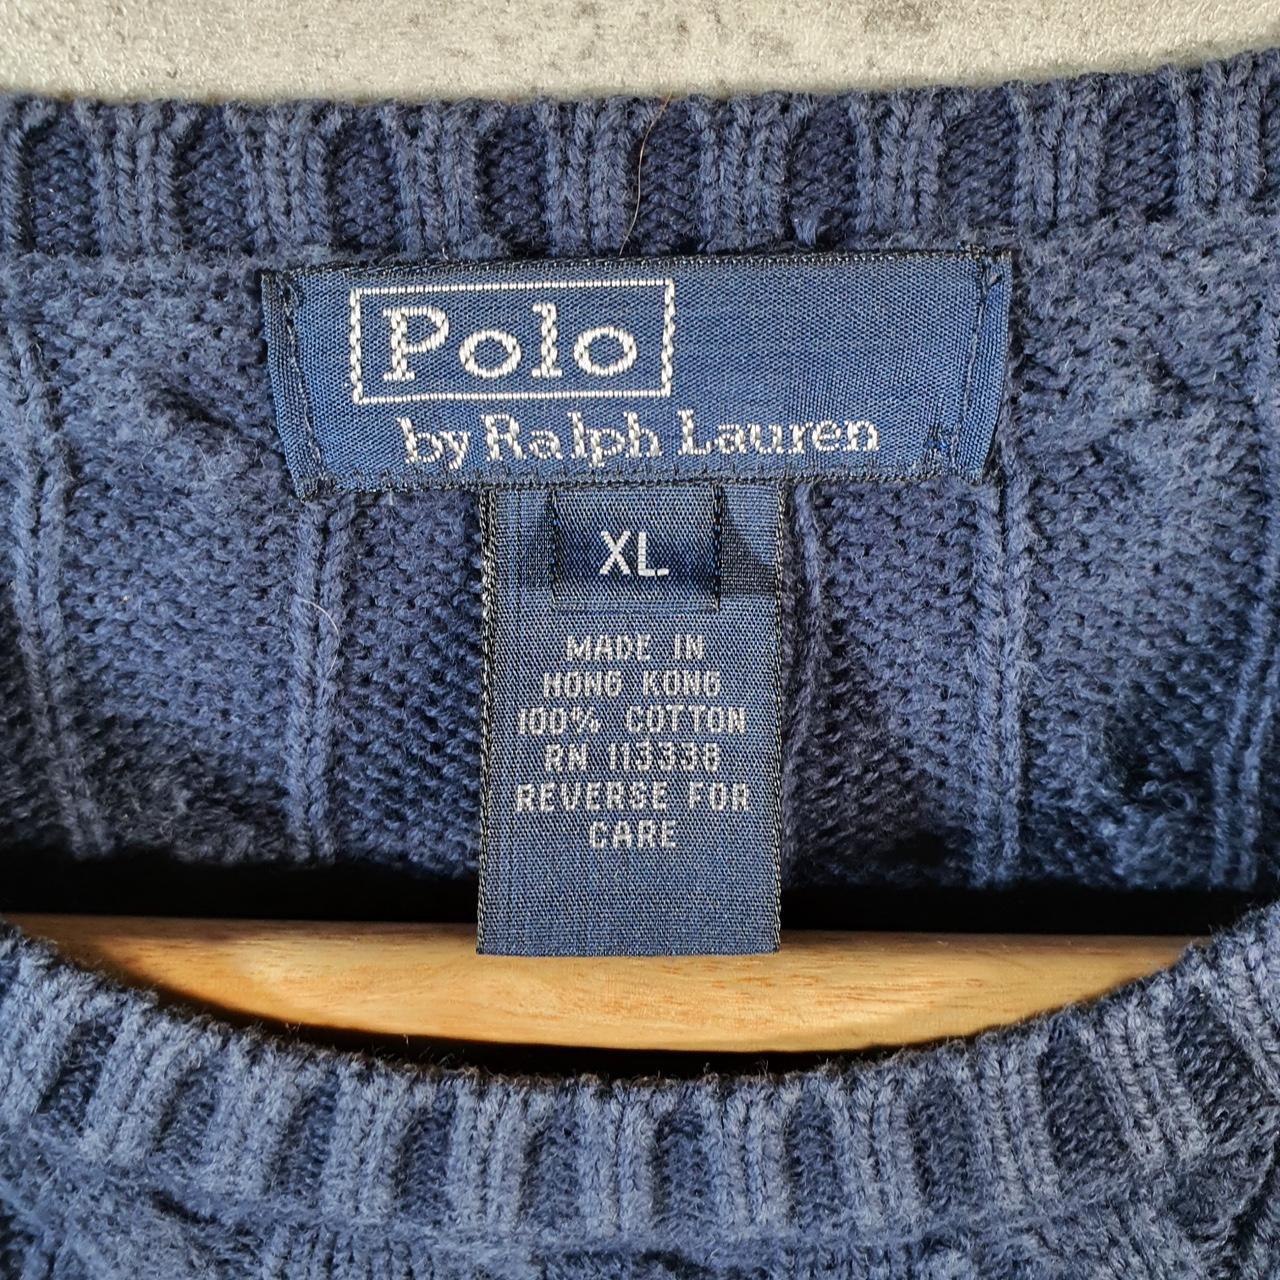 Polo
by Ralph Lauren
XL
MADE IN
HONG KONG
100% COTTON
RN 113338
REVERSE FOR
CARE